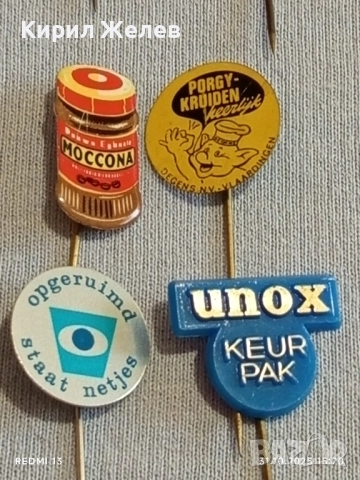 Кирил Желев
Douwe Egberts
MOCCONA
PORGY-
KRUIDEN
heerlijk
DEGENS N.V. - VLAARDINGEN
opgeruimd
staat netjes
unox
KEUR
PAK
REDMI 13